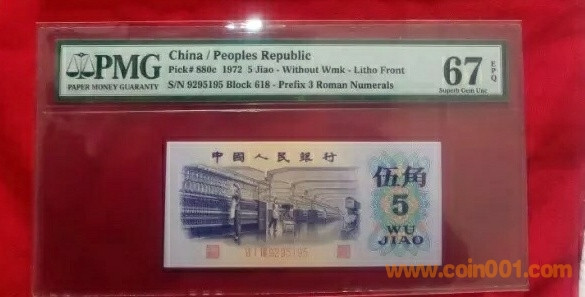 PMG
PAPER MONEY GUARANTY
China / Peoples Republic
Pick# 880c 1972 5 Jiao - Without Wmk - Litho Front
S/N 9295195 Block 618 - Prefix 3 Roman Numerals
67 EPQ
Superb Gem Unc
中国人民银行
伍角
5
WU
JIAO
VI I VIII 9295195
www.coin001.com